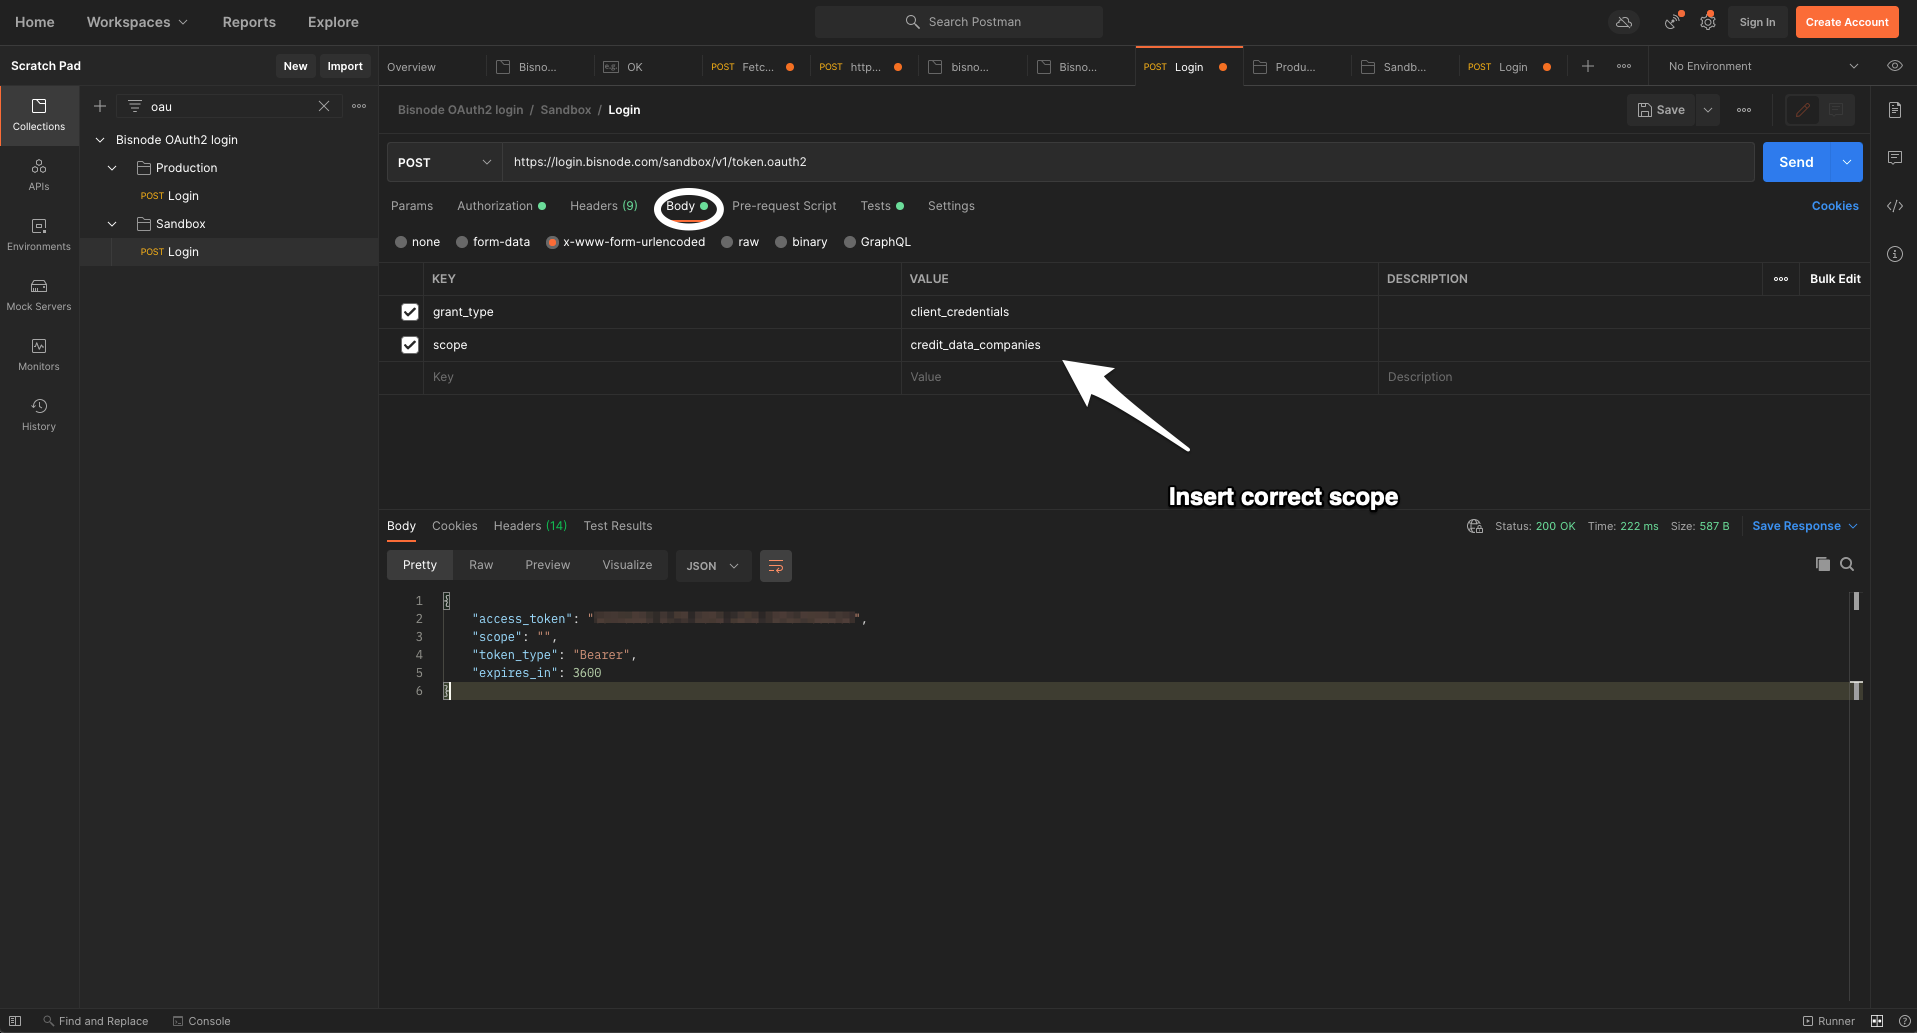 Home Workspaces Reports Explore Search Postman Sign In Create Account
Scratch Pad New Import
Overview Bisno... OK POST Fetc... POST http... bisno... Bisno... POST Login Produ... Sandb... POST Login No Environment
Collections
APIs
Environments
Mock Servers
Monitors
History
oau
Bisnode OAuth2 login
Production
POST Login
Sandbox
POST Login
Bisnode OAuth2 login / Sandbox / Login Save
POST https://login.bisnode.com/sandbox/v1/token.oauth2 Send
Params Authorization Headers (9) Body Pre-request Script Tests Settings Cookies
none form-data x-www-form-urlencoded raw binary GraphQL
KEY VALUE DESCRIPTION Bulk Edit
grant_type client_credentials
scope credit_data_companies
Key Value Description
Insert correct scope
Body Cookies Headers (14) Test Results Status: 200 OK Time: 222 ms Size: 587 B Save Response
Pretty Raw Preview Visualize JSON
1 {
2 "access_token": "",
3 "scope": "",
4 "token_type": "Bearer",
5 "expires_in": 3600
6 }
Find and Replace Console Runner